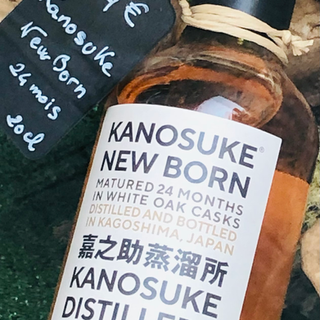 €
Kanosuke
New Born
24 mois
20cl
KANOSUKE®
NEW BORN
MATURED 24 MONTHS
IN WHITE OAK CASKS
DISTILLED AND BOTTLED
IN KAGOSHIMA, JAPAN
嘉之助蒸溜所
KANOSUKE